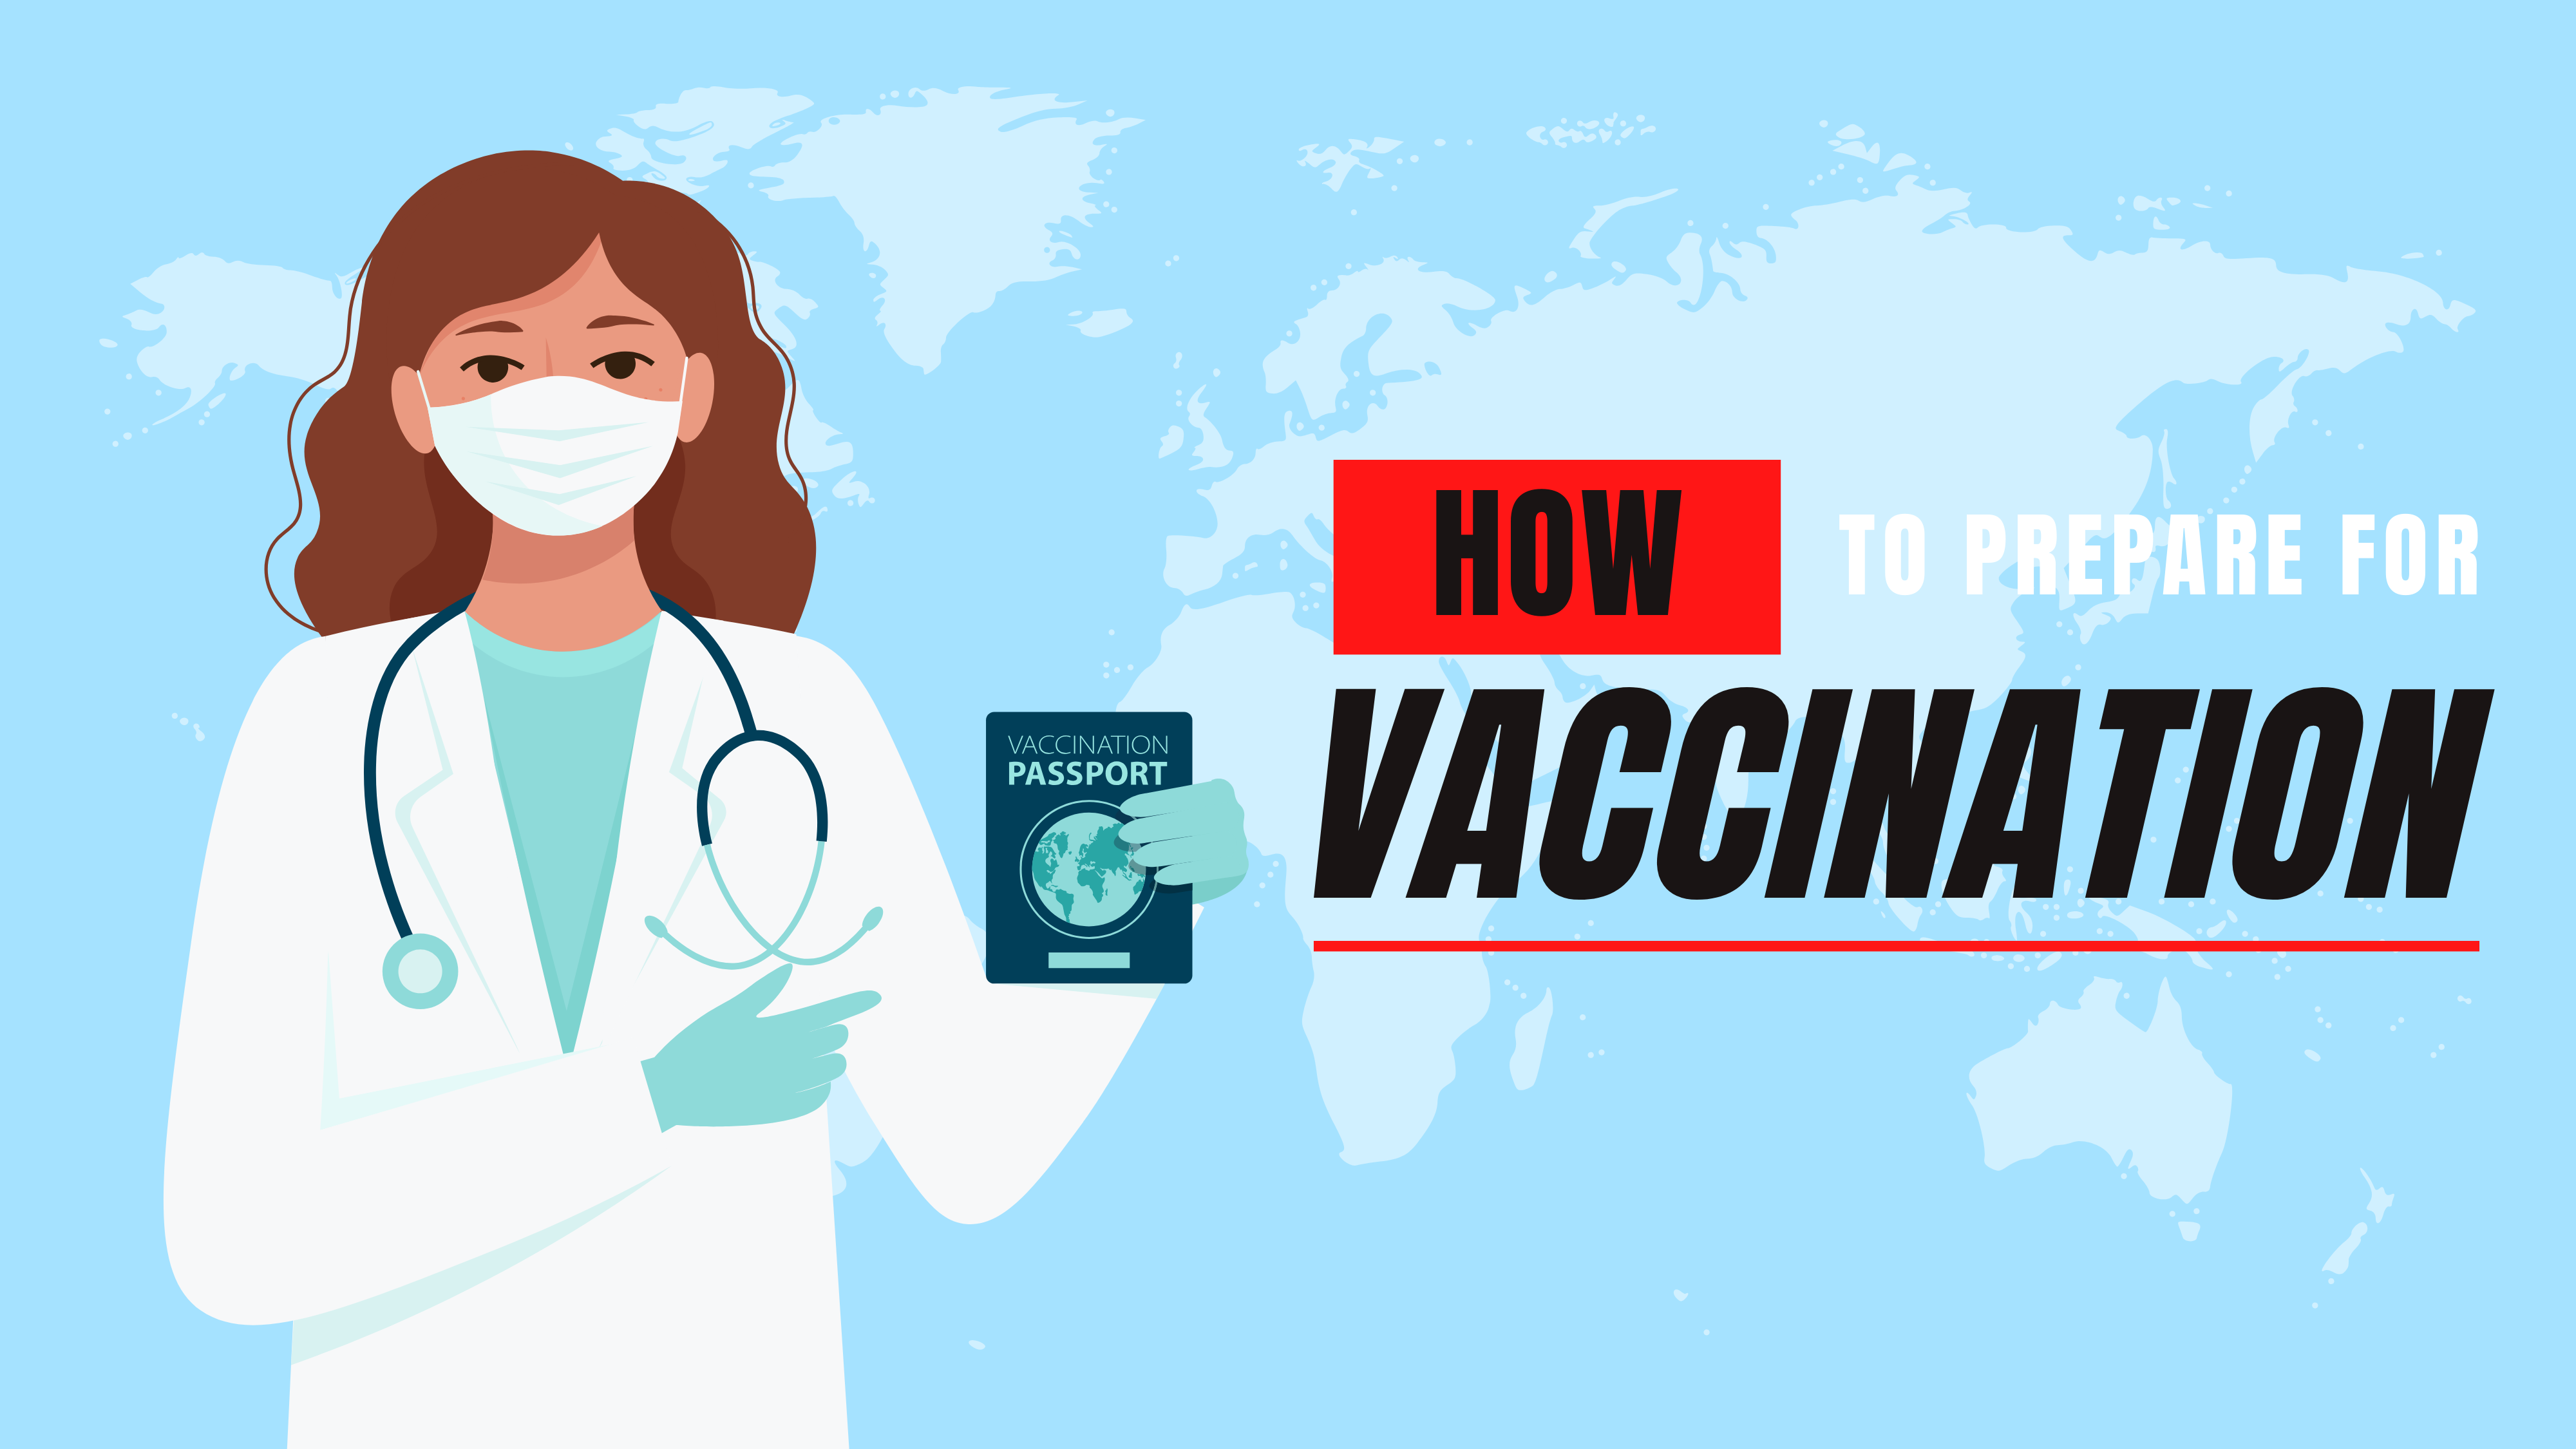 HOW
TO PREPARE FOR
VACCINATION
VACCINATION
PASSPORT